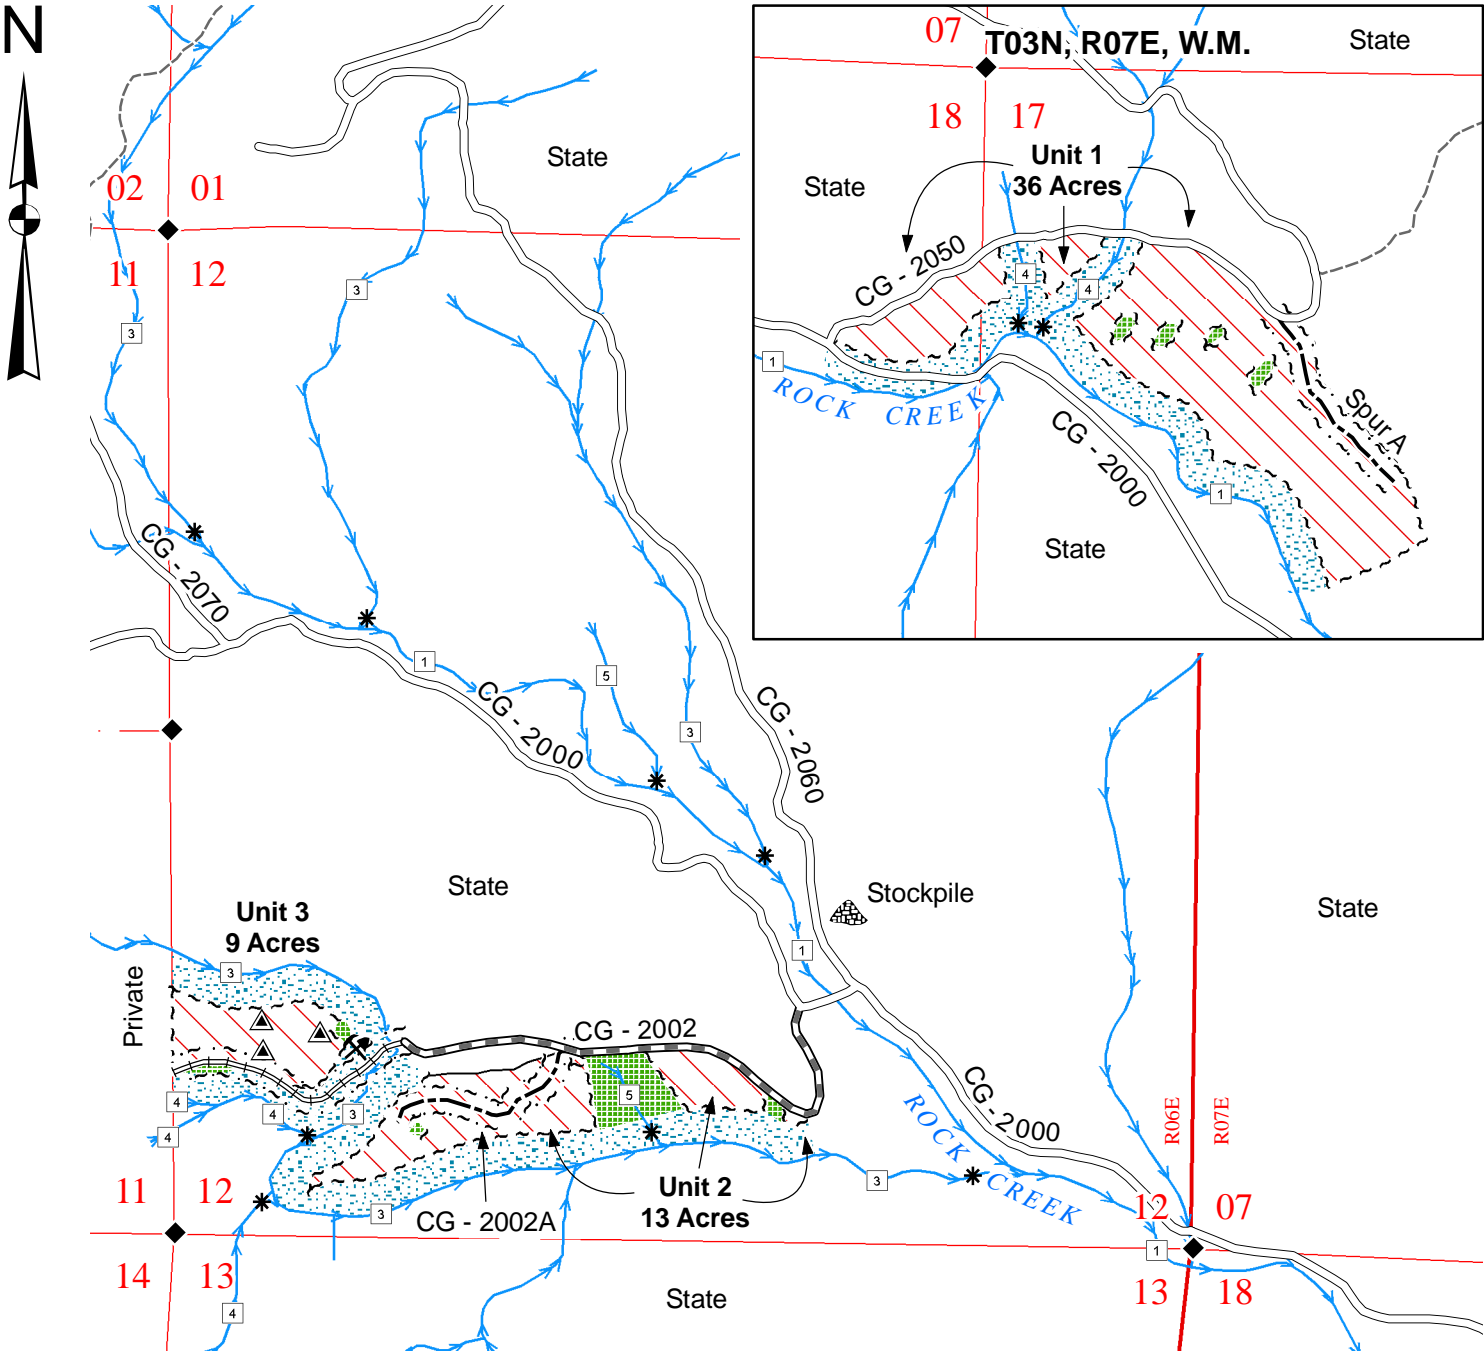 N
07
T03N, R07E, W.M.
State
18
17
Unit 1
36 Acres
State
CG - 2050
4
4
1
ROCK CREEK
CG - 2000
Spur A
1
State
State
02
01
11
12
3
3
CG - 2070
1
5
CG - 2000
3
CG - 2060
State
Stockpile
State
1
Unit 3
9 Acres
3
Private
CG - 2002
4
4
3
4
5
ROCK CREEK
CG - 2000
R06E
R07E
Unit 2
13 Acres
3
CG - 2002A
3
11
12
12
07
1
14
13
13
18
4
State